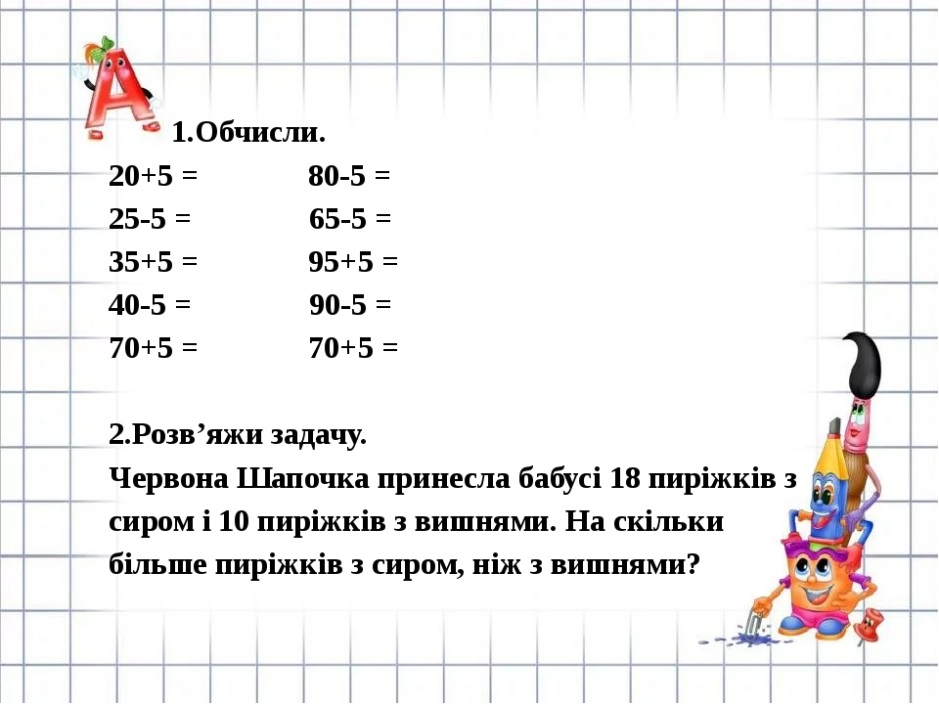 1.Обчисли.
20+5 = 80-5 =
25-5 = 65-5 =
35+5 = 95+5 =
40-5 = 90-5 =
70+5 = 70+5 =
2.Розв’яжи задачу.
Червона Шапочка принесла бабусі 18 пиріжків з
сиром і 10 пиріжків з вишнями. На скільки
більше пиріжків з сиром, ніж з вишнями?